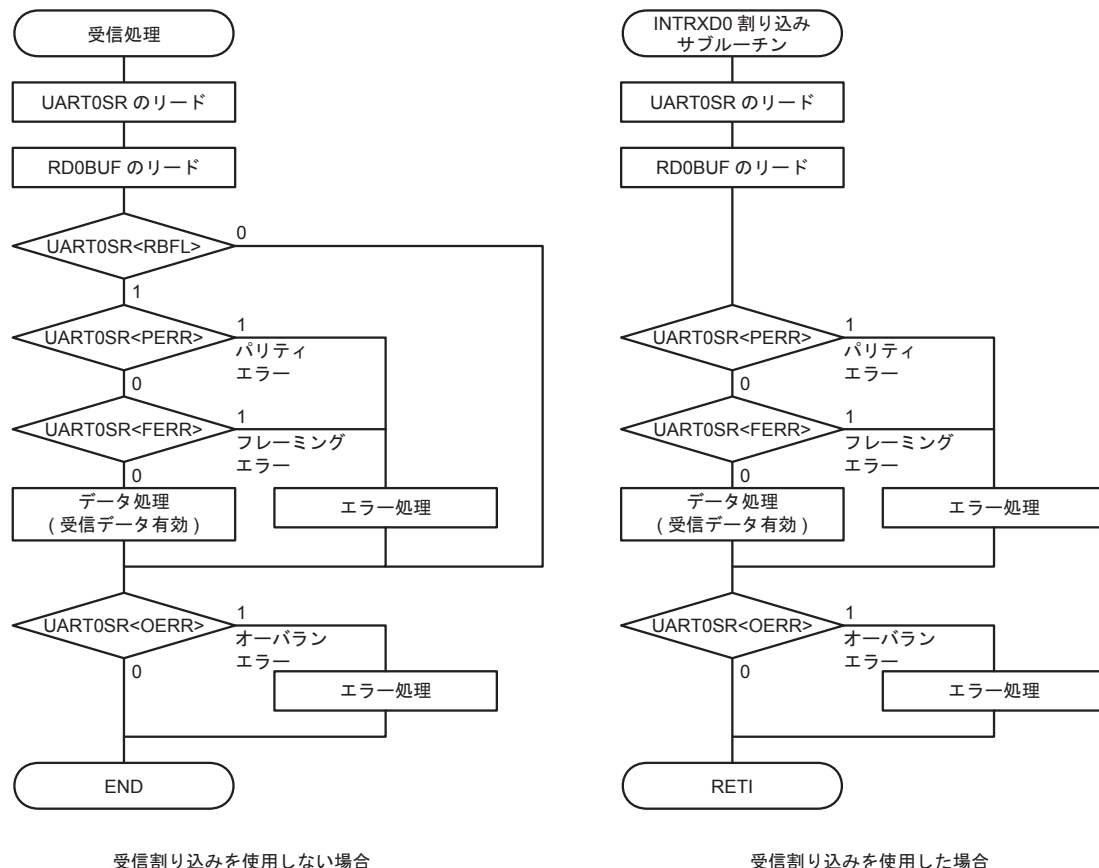 受信処理
UART0SR のリード
RD0BUF のリード
UART0SR<RBFL>
0
1
UART0SR<PERR>
1
パリティ
エラー
0
UART0SR<FERR>
1
フレーミング
エラー
0
データ処理
( 受信データ有効 )
エラー処理
UART0SR<OERR>
1
オーバラン
エラー
0
エラー処理
END
受信割り込みを使用しない場合
INTRXD0 割り込み
サブルーチン
UART0SR のリード
RD0BUF のリード
UART0SR<PERR>
1
パリティ
エラー
0
UART0SR<FERR>
1
フレーミング
エラー
0
データ処理
( 受信データ有効 )
エラー処理
UART0SR<OERR>
1
オーバラン
エラー
0
エラー処理
RETI
受信割り込みを使用した場合